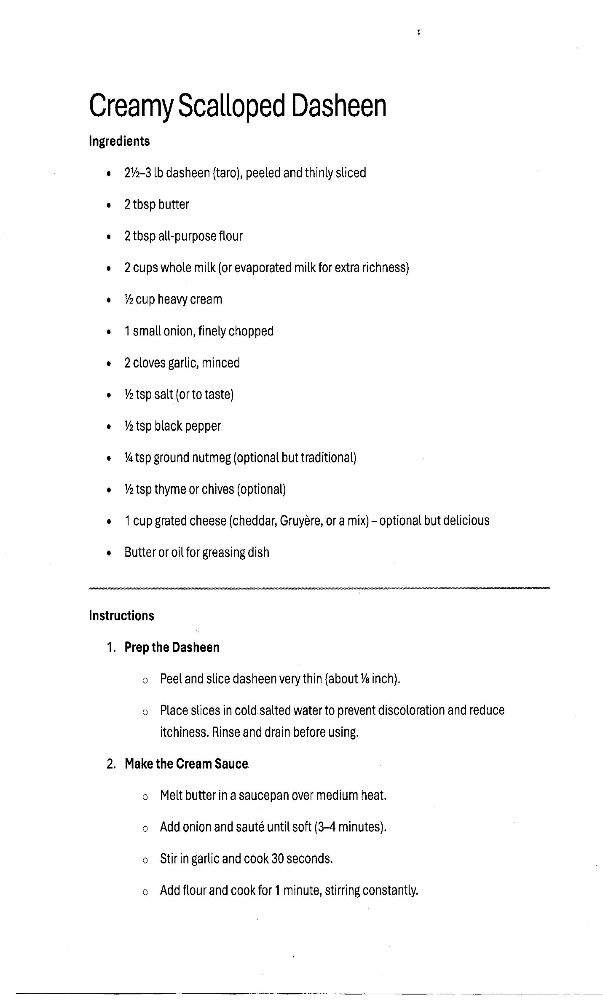 Creamy Scalloped Dasheen
Ingredients
• 2½–3 lb dasheen (taro), peeled and thinly sliced
• 2 tbsp butter
• 2 tbsp all-purpose flour
• 2 cups whole milk (or evaporated milk for extra richness)
• ½ cup heavy cream
• 1 small onion, finely chopped
• 2 cloves garlic, minced
• ½ tsp salt (or to taste)
• ½ tsp black pepper
• ¼ tsp ground nutmeg (optional but traditional)
• ½ tsp thyme or chives (optional)
• 1 cup grated cheese (cheddar, Gruyère, or a mix) – optional but delicious
• Butter or oil for greasing dish
Instructions
1. Prep the Dasheen
o Peel and slice dasheen very thin (about ⅛ inch).
o Place slices in cold salted water to prevent discoloration and reduce
itchiness. Rinse and drain before using.
2. Make the Cream Sauce
o Melt butter in a saucepan over medium heat.
o Add onion and sauté until soft (3–4 minutes).
o Stir in garlic and cook 30 seconds.
o Add flour and cook for 1 minute, stirring constantly.